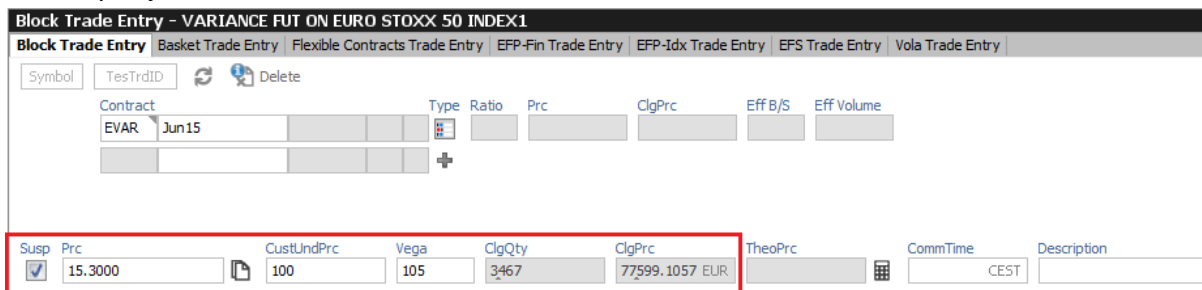 Block Trade Entry - VARIANCE FUT ON EURO STOXX 50 INDEX1
Block Trade Entry Basket Trade Entry Flexible Contracts Trade Entry EFP-Fin Trade Entry EFP-Idx Trade Entry EFS Trade Entry Vola Trade Entry
Symbol TesTrdID Delete
Contract Type Ratio Prc ClgPrc Eff B/S Eff Volume
EVAR Jun15
Susp Prc CustUndPrc Vega ClgQty ClgPrc TheoPrc CommTime Description
15.3000 100 105 3467 77599.1057 EUR CEST